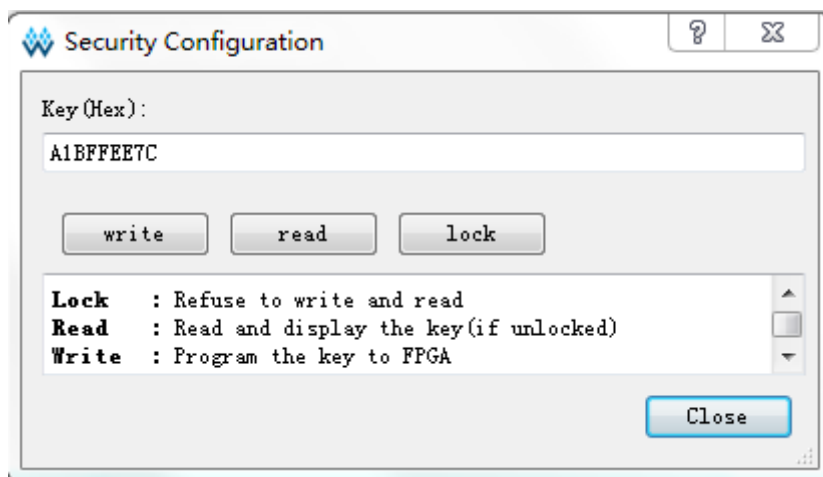 Security Configuration
Key(Hex):
A1BFFEE7C
write read lock
Lock : Refuse to write and read
Read : Read and display the key(if unlocked)
Write : Program the key to FPGA
Close